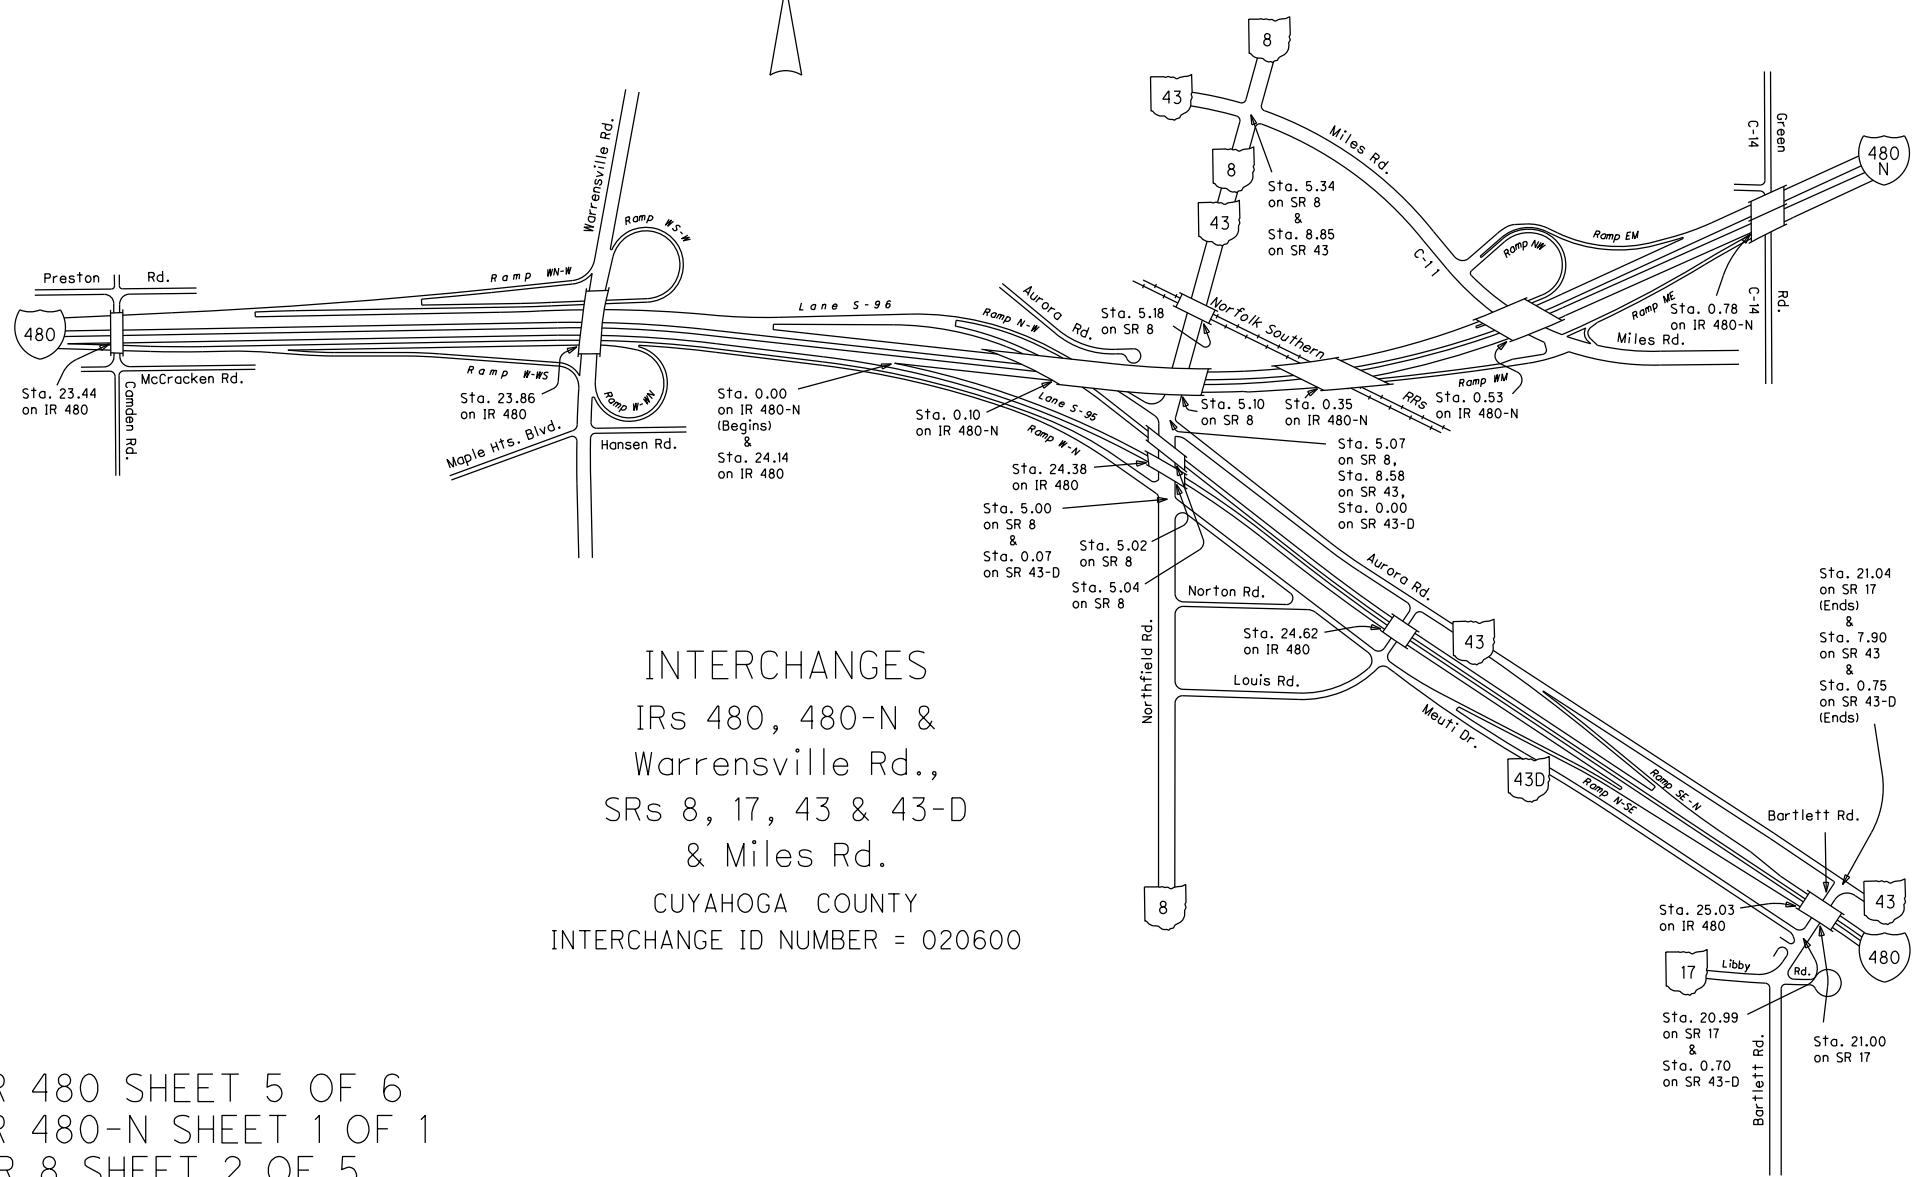 8
43
Miles Rd.
8
43
Sta. 5.34
on SR 8
&
Sta. 8.85
on SR 43
C-14
Green
480
N
Warrensville Rd.
Ramp WS-W
Ramp EM
Ramp NW
C-11
Ramp ME
Sta. 0.78
on IR 480-N
C-14
Rd.
Miles Rd.
Preston Rd.
Ramp WN-W
480
Lane S-96
Aurora Rd.
Ramp N-W
Sta. 5.18
on SR 8
Norfolk Southern
RRs
Ramp WM
Sta. 0.53
on IR 480-N
Sta. 23.44
on IR 480
McCracken Rd.
Camden Rd.
Ramp W-WS
Sta. 23.86
on IR 480
Ramp W-WN
Maple Hts. Blvd.
Hansen Rd.
Sta. 0.00
on IR 480-N
(Begins)
&
Sta. 24.14
on IR 480
Sta. 0.10
on IR 480-N
Lane S-95
Ramp W-N
Sta. 5.10
on SR 8
Sta. 0.35
on IR 480-N
Sta. 24.38
on IR 480
Sta. 5.07
on SR 8,
Sta. 8.58
on SR 43,
Sta. 0.00
on SR 43-D
Sta. 5.00
on SR 8
&
Sta. 0.07
on SR 43-D
Sta. 5.02
on SR 8
Sta. 5.04
on SR 8
Norton Rd.
Northfield Rd.
Louis Rd.
Aurora Rd.
Sta. 24.62
on IR 480
43
Meuti Dr.
43D
Ramp N-SE
Ramp SE-N
Bartlett Rd.
Sta. 21.04
on SR 17
(Ends)
&
Sta. 7.90
on SR 43
&
Sta. 0.75
on SR 43-D
(Ends)
INTERCHANGES
IRs 480, 480-N &
Warrensville Rd.,
SRs 8, 17, 43 & 43-D
& Miles Rd.
CUYAHOGA COUNTY
INTERCHANGE ID NUMBER = 020600
8
43
Sta. 25.03
on IR 480
480
17
Libby Rd.
Sta. 20.99
on SR 17
&
Sta. 0.70
on SR 43-D
Bartlett Rd.
Sta. 21.00
on SR 17
R 480 SHEET 5 OF 6
R 480-N SHEET 1 OF 1
R 8 SHEET 2 OF 5